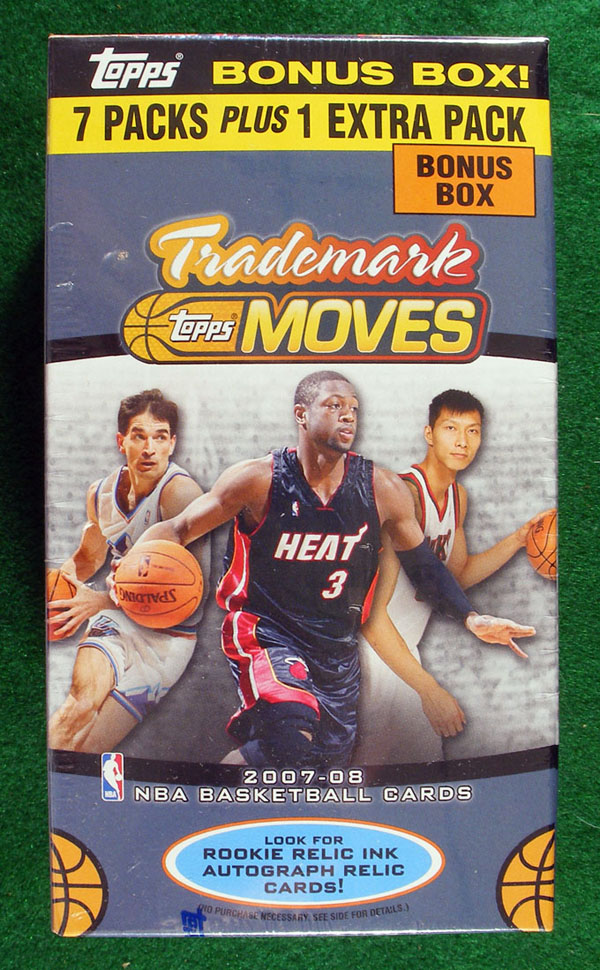 Topps BONUS BOX!
7 PACKS PLUS 1 EXTRA PACK
BONUS
BOX
Trademark
Topps MOVES
HEAT
3
SPALDING
2007-08
NBA
NBA BASKETBALL CARDS
LOOK FOR
ROOKIE RELIC INK
AUTOGRAPH RELIC
CARDS!
(NO PURCHASE NECESSARY. SEE SIDE FOR DETAILS.)